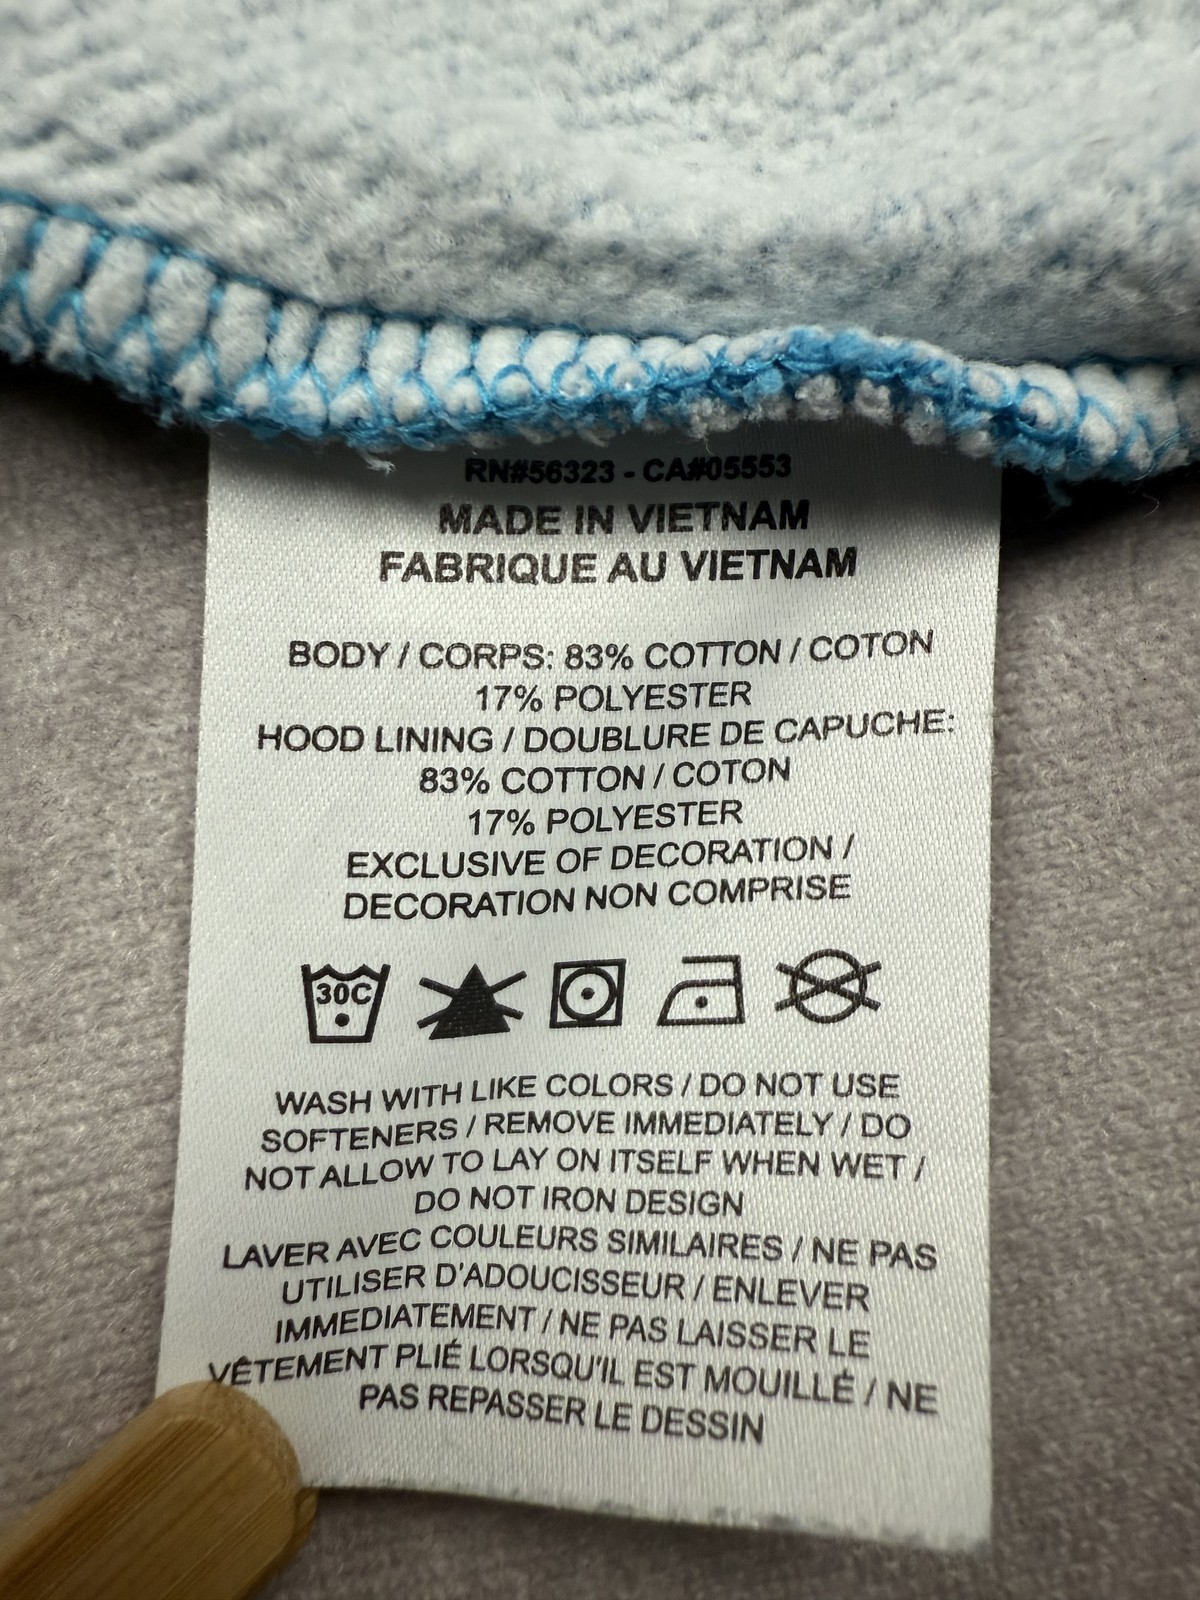 RN#56323 - CA#05553
MADE IN VIETNAM
FABRIQUE AU VIETNAM
BODY / CORPS: 83% COTTON / COTON
17% POLYESTER
HOOD LINING / DOUBLURE DE CAPUCHE:
83% COTTON / COTON
17% POLYESTER
EXCLUSIVE OF DECORATION /
DECORATION NON COMPRISE
30C
WASH WITH LIKE COLORS / DO NOT USE
SOFTENERS / REMOVE IMMEDIATELY / DO
NOT ALLOW TO LAY ON ITSELF WHEN WET /
DO NOT IRON DESIGN
LAVER AVEC COULEURS SIMILAIRES / NE PAS
UTILISER D'ADOUCISSEUR / ENLEVER
IMMEDIATEMENT / NE PAS LAISSER LE
VÊTEMENT PLIÉ LORSQU'IL EST MOUILLÉ / NE
PAS REPASSER LE DESSIN